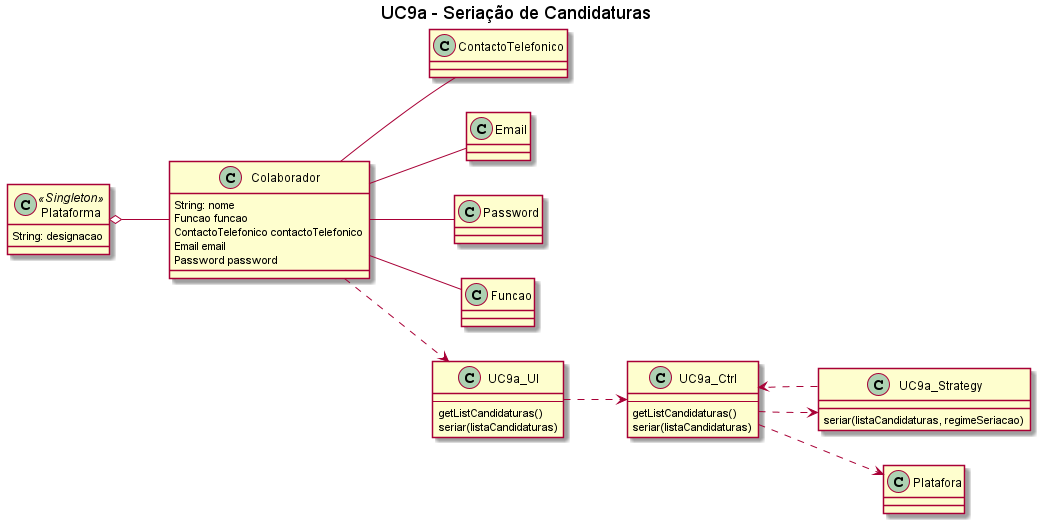 UC9a - Seriação de Candidaturas
C ContactoTelefonico
C Email
C Colaborador
String: nome
Funcao funcao
ContactoTelefonico contactoTelefonico
Email email
Password password
C «Singleton»
Plataforma
String: designacao
C Password
C Funcao
C UC9a_UI
getListCandidaturas()
seriar(listaCandidaturas)
C UC9a_Ctrl
getListCandidaturas()
seriar(listaCandidaturas)
C UC9a_Strategy
seriar(listaCandidaturas, regimeSeriacao)
C Platafora